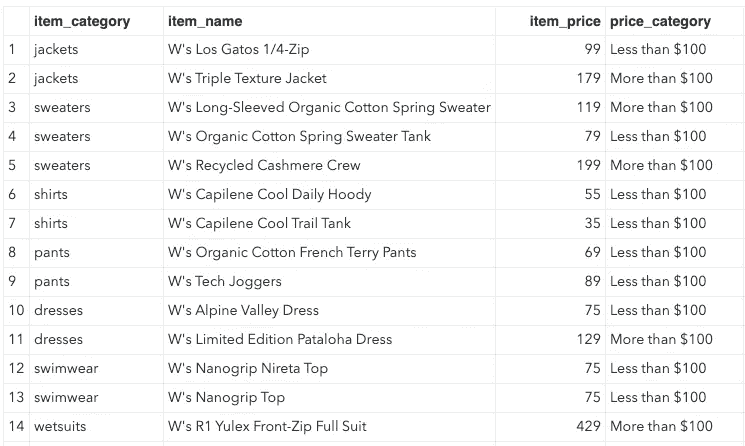 item_category item_name item_price price_category
1 jackets W's Los Gatos 1/4-Zip 99 Less than $100
2 jackets W's Triple Texture Jacket 179 More than $100
3 sweaters W's Long-Sleeved Organic Cotton Spring Sweater 119 More than $100
4 sweaters W's Organic Cotton Spring Sweater Tank 79 Less than $100
5 sweaters W's Recycled Cashmere Crew 199 More than $100
6 shirts W's Capilene Cool Daily Hoody 55 Less than $100
7 shirts W's Capilene Cool Trail Tank 35 Less than $100
8 pants W's Organic Cotton French Terry Pants 69 Less than $100
9 pants W's Tech Joggers 89 Less than $100
10 dresses W's Alpine Valley Dress 75 Less than $100
11 dresses W's Limited Edition Pataloha Dress 129 More than $100
12 swimwear W's Nanogrip Nireta Top 75 Less than $100
13 swimwear W's Nanogrip Top 75 Less than $100
14 wetsuits W's R1 Yulex Front-Zip Full Suit 429 More than $100